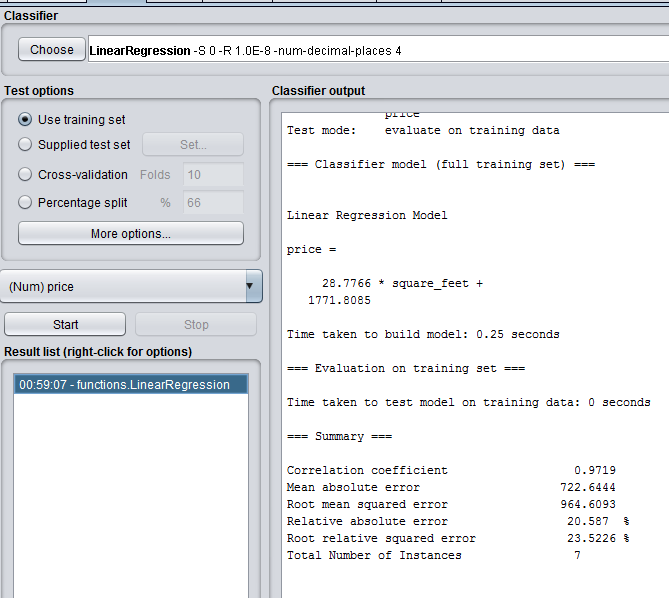 Classifier
Choose LinearRegression -S 0 -R 1.0E-8 -num-decimal-places 4
Test options
Use training set
Supplied test set Set...
Cross-validation Folds 10
Percentage split % 66
More options...
(Num) price
Start Stop
Result list (right-click for options)
00:59:07 - functions.LinearRegression
Classifier output
price
Test mode: evaluate on training data
=== Classifier model (full training set) ===
Linear Regression Model
price =
28.7766 * square_feet +
1771.8085
Time taken to build model: 0.25 seconds
=== Evaluation on training set ===
Time taken to test model on training data: 0 seconds
=== Summary ===
Correlation coefficient 0.9719
Mean absolute error 722.6444
Root mean squared error 964.6093
Relative absolute error 20.587 %
Root relative squared error 23.5226 %
Total Number of Instances 7